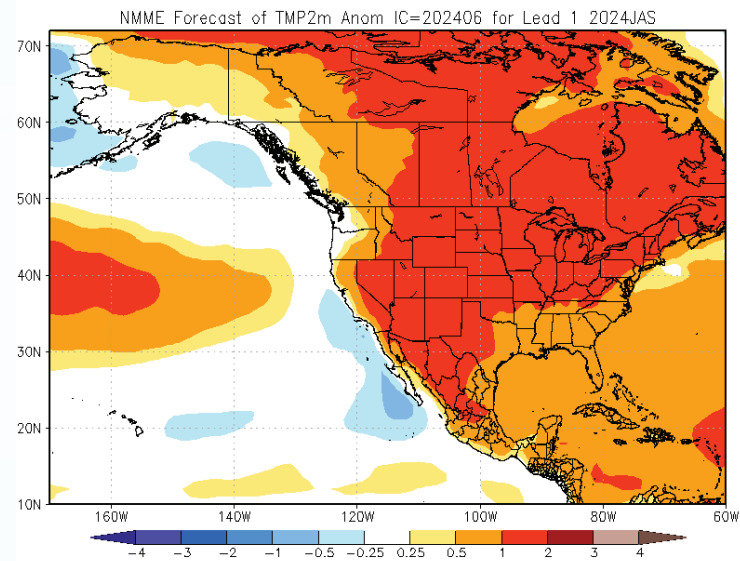 NMME Forecast of TMP2m Anom IC=202406 for Lead 1 2024JAS
70N
60N
50N
40N
30N
20N
10N
160W 140W 120W 100W 80W 60W
-4 -3 -2 -1 -0.5 -0.25 0.25 0.5 1 2 3 4